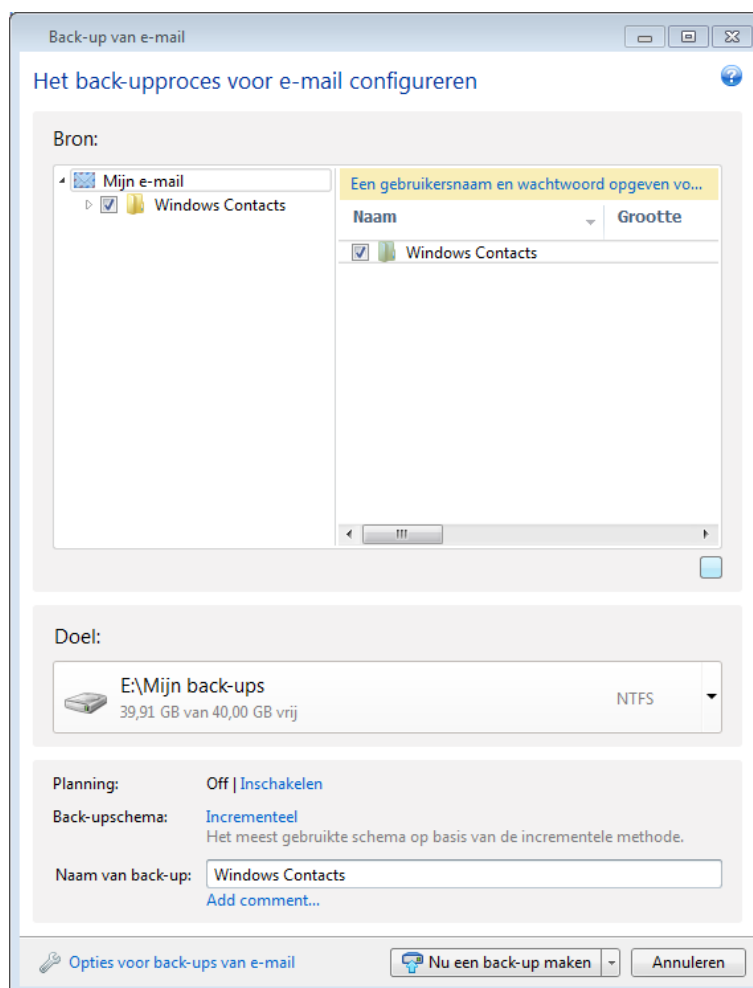 Back-up van e-mail
Het back-upproces voor e-mail configureren
Bron:
Mijn e-mail
Windows Contacts
Een gebruikersnaam en wachtwoord opgeven vo...
Naam Grootte
Windows Contacts
Doel:
E:\Mijn back-ups
39,91 GB van 40,00 GB vrij
NTFS
Planning: Off | Inschakelen
Back-upschema: Incrementeel
Het meest gebruikte schema op basis van de incrementele methode.
Naam van back-up: Windows Contacts
Add comment...
Opties voor back-ups van e-mail Nu een back-up maken Annuleren